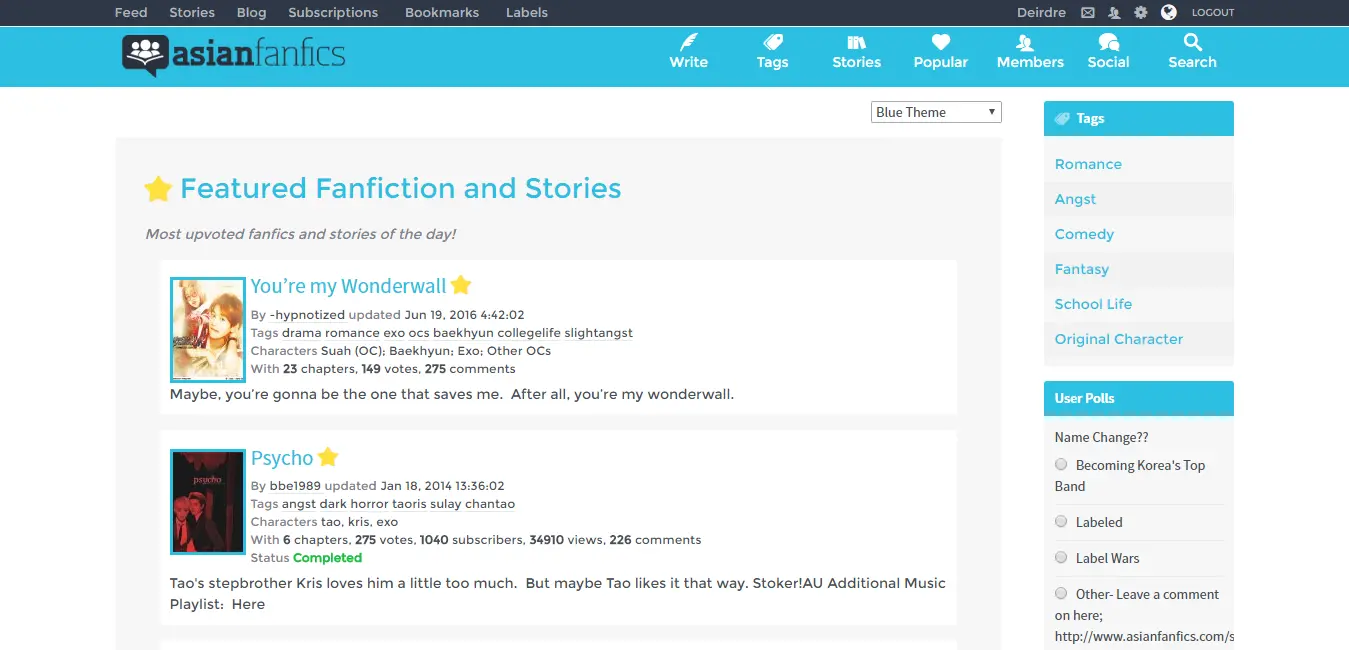 Feed Stories Blog Subscriptions Bookmarks Labels Deirdre LOGOUT
asianfanfics
Write Tags Stories Popular Members Social Search
Blue Theme
Featured Fanfiction and Stories
Most upvoted fanfics and stories of the day!
You're my Wonderwall
By -hypnotized updated Jun 19, 2016 4:42:02
Tags drama romance exo ocs baekhyun collegelife slightangst
Characters Suah (OC); Baekhyun; Exo; Other OCs
With 23 chapters, 149 votes, 275 comments
Maybe, you're gonna be the one that saves me. After all, you're my wonderwall.
psycho
Psycho
By bbe1989 updated Jan 18, 2014 13:36:02
Tags angst dark horror taoris sulay chantao
Characters tao, kris, exo
With 6 chapters, 275 votes, 1040 subscribers, 34910 views, 226 comments
Status Completed
Tao's stepbrother Kris loves him a little too much. But maybe Tao likes it that way. Stoker!AU Additional Music
Playlist: Here
Tags
Romance
Angst
Comedy
Fantasy
School Life
Original Character
User Polls
Name Change??
Becoming Korea's Top
Band
Labeled
Label Wars
Other- Leave a comment
on here;
http://www.asianfanfics.com/s